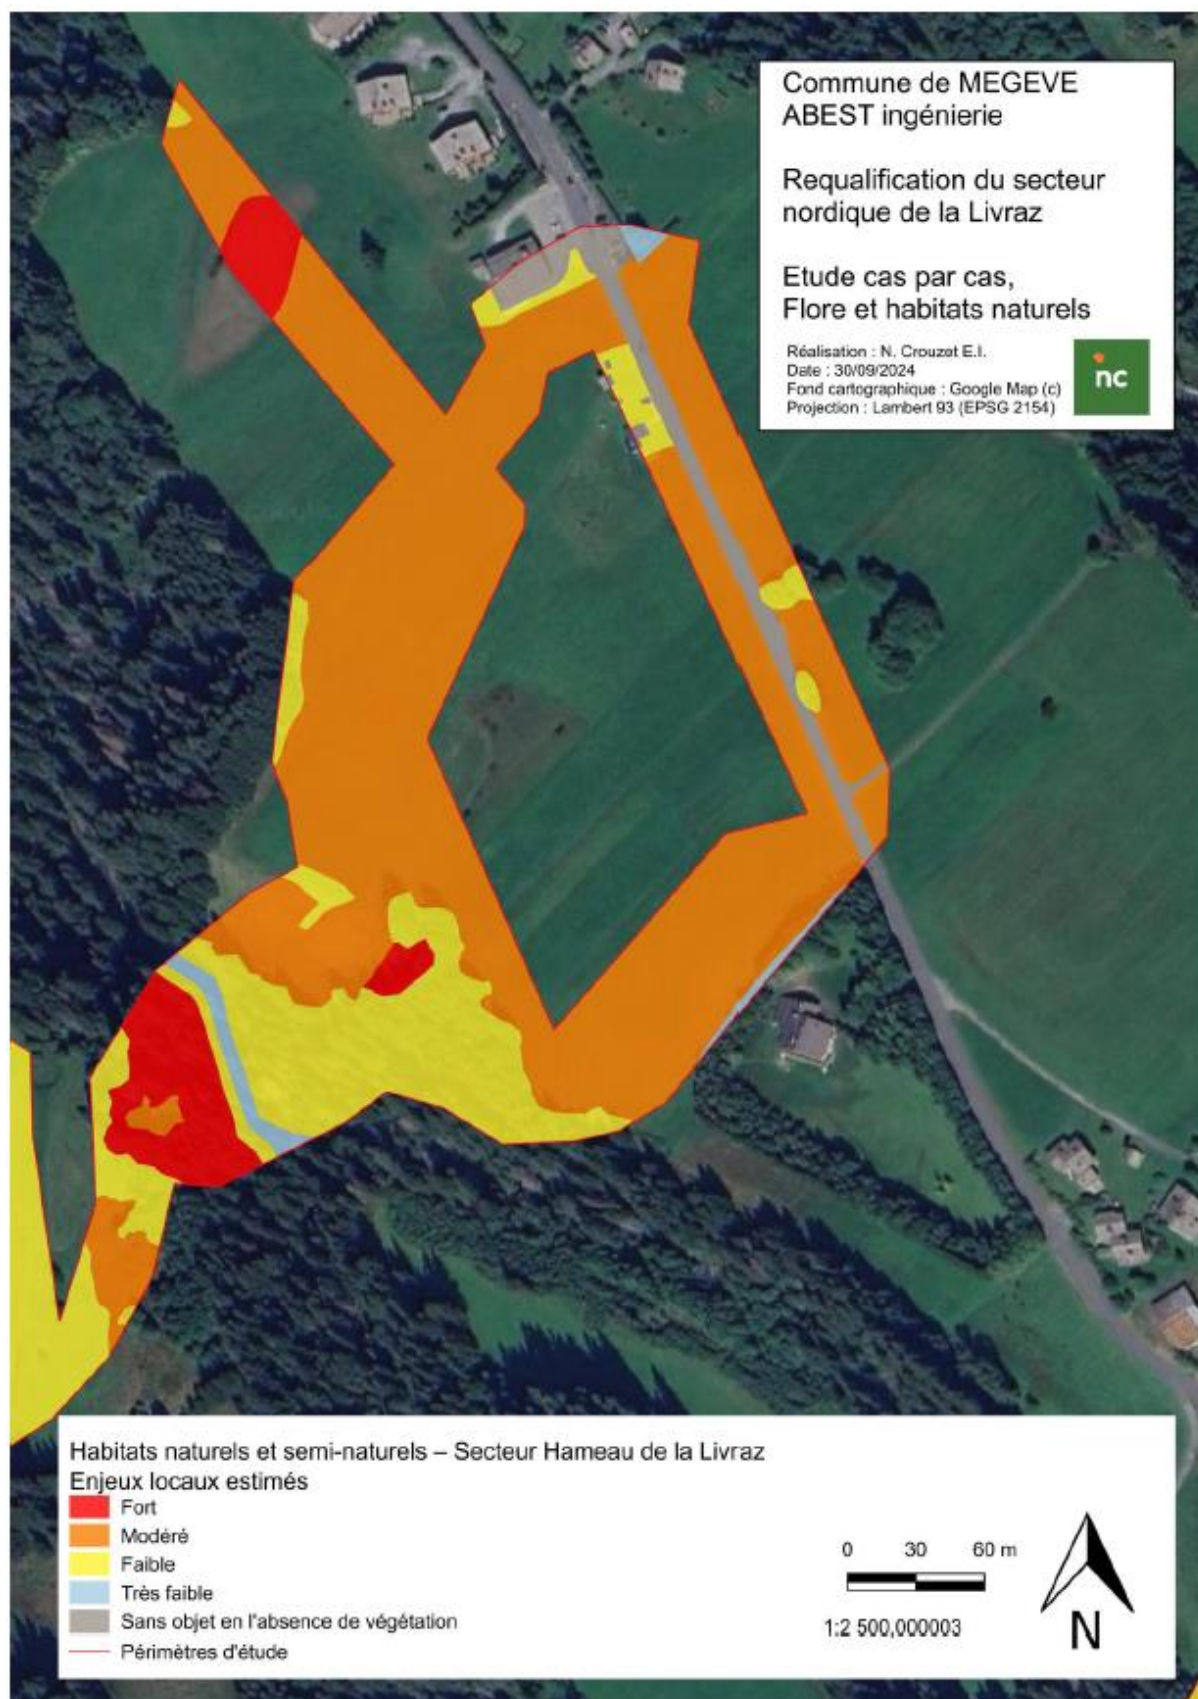 Commune de MEGEVE
ABEST ingénierie
Requalification du secteur
nordique de la Livraz
Etude cas par cas,
Flore et habitats naturels
Réalisation : N. Crouzet E.I.
Date : 30/09/2024
Fond cartographique : Google Map (c)
Projection : Lambert 93 (EPSG 2154)
nc
Habitats naturels et semi-naturels – Secteur Hameau de la Livraz
Enjeux locaux estimés
Fort
Modéré
Faible
Très faible
Sans objet en l'absence de végétation
Périmètres d'étude
0 30 60 m
1:2 500,000003
N